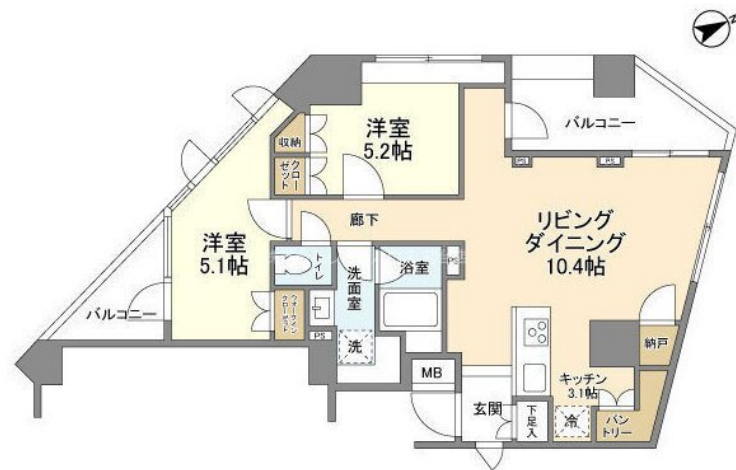 N
バルコニー
洋室
5.2帖
収納
クロー
ゼット
PS
PS
廊下
リビング
ダイニング
10.4帖
洋室
5.1帖
トイレ
洗面室
浴室
PS
バルコニー
ウォークイン
クローゼット
PS
洗
MB
納戸
キッチン
3.1帖
玄関
下足入
冷
パン
トリー